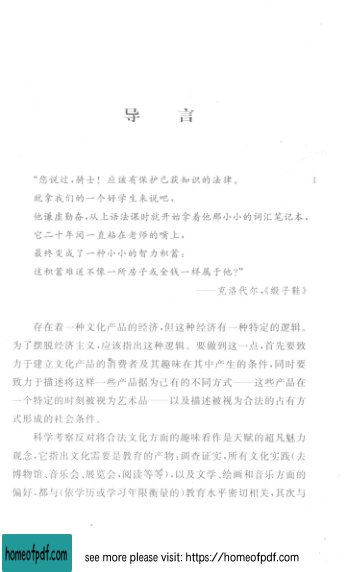 导 言
“您说过，骑士！应该有保护已获知识的法律。
1
就拿我们的一个好学生来说吧，
他谦虚勤奋，从上语法课时就开始拿着他那小小的词汇笔记本，
它二十年间一直粘在老师的嘴上，
最终变成了一种小小的智力积蓄：
这积蓄难道不像一所房子或金钱一样属于他？”
——克洛代尔，《缎子鞋》
存在着一种文化产品的经济，但这种经济有一种特定的逻辑。
为了摆脱经济主义，应该指出这种逻辑。要做到这一点，首先要致
力于建立文化产品的消费者及其趣味在其中产生的条件，同时要
致力于描述将这样一些产品据为己有的不同方式——这些产品在
一个特定的时刻被视为艺术品——以及描述被视为合法的占有方
式形成的社会条件。
科学考察反对将合法文化方面的趣味看作是天赋的超凡魅力
观念，它指出文化需要是教育的产物：调查证实，所有文化实践（去
博物馆、音乐会、展览会，阅读等等），以及文学、绘画和音乐方面的
偏好，都与（依学历或学习年限衡量的）教育水平密切相关，其次与
homeofpdf.com
see more please visit: https://homeofpdf.com